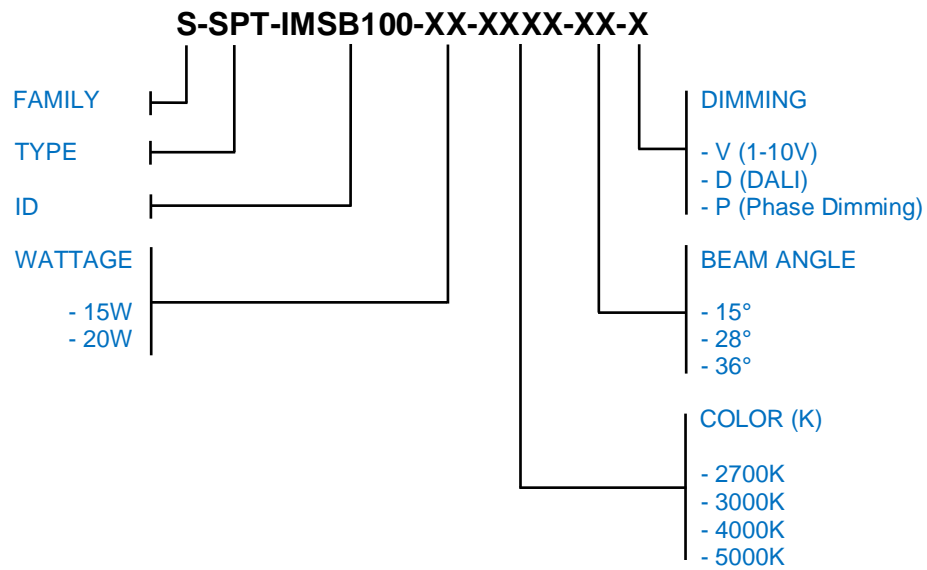 S-SPT-IMSB100-XX-XXXX-XX-X
FAMILY
TYPE
ID
WATTAGE
- 15W
- 20W
DIMMING
- V (1-10V)
- D (DALI)
- P (Phase Dimming)
BEAM ANGLE
- 15°
- 28°
- 36°
COLOR (K)
- 2700K
- 3000K
- 4000K
- 5000K